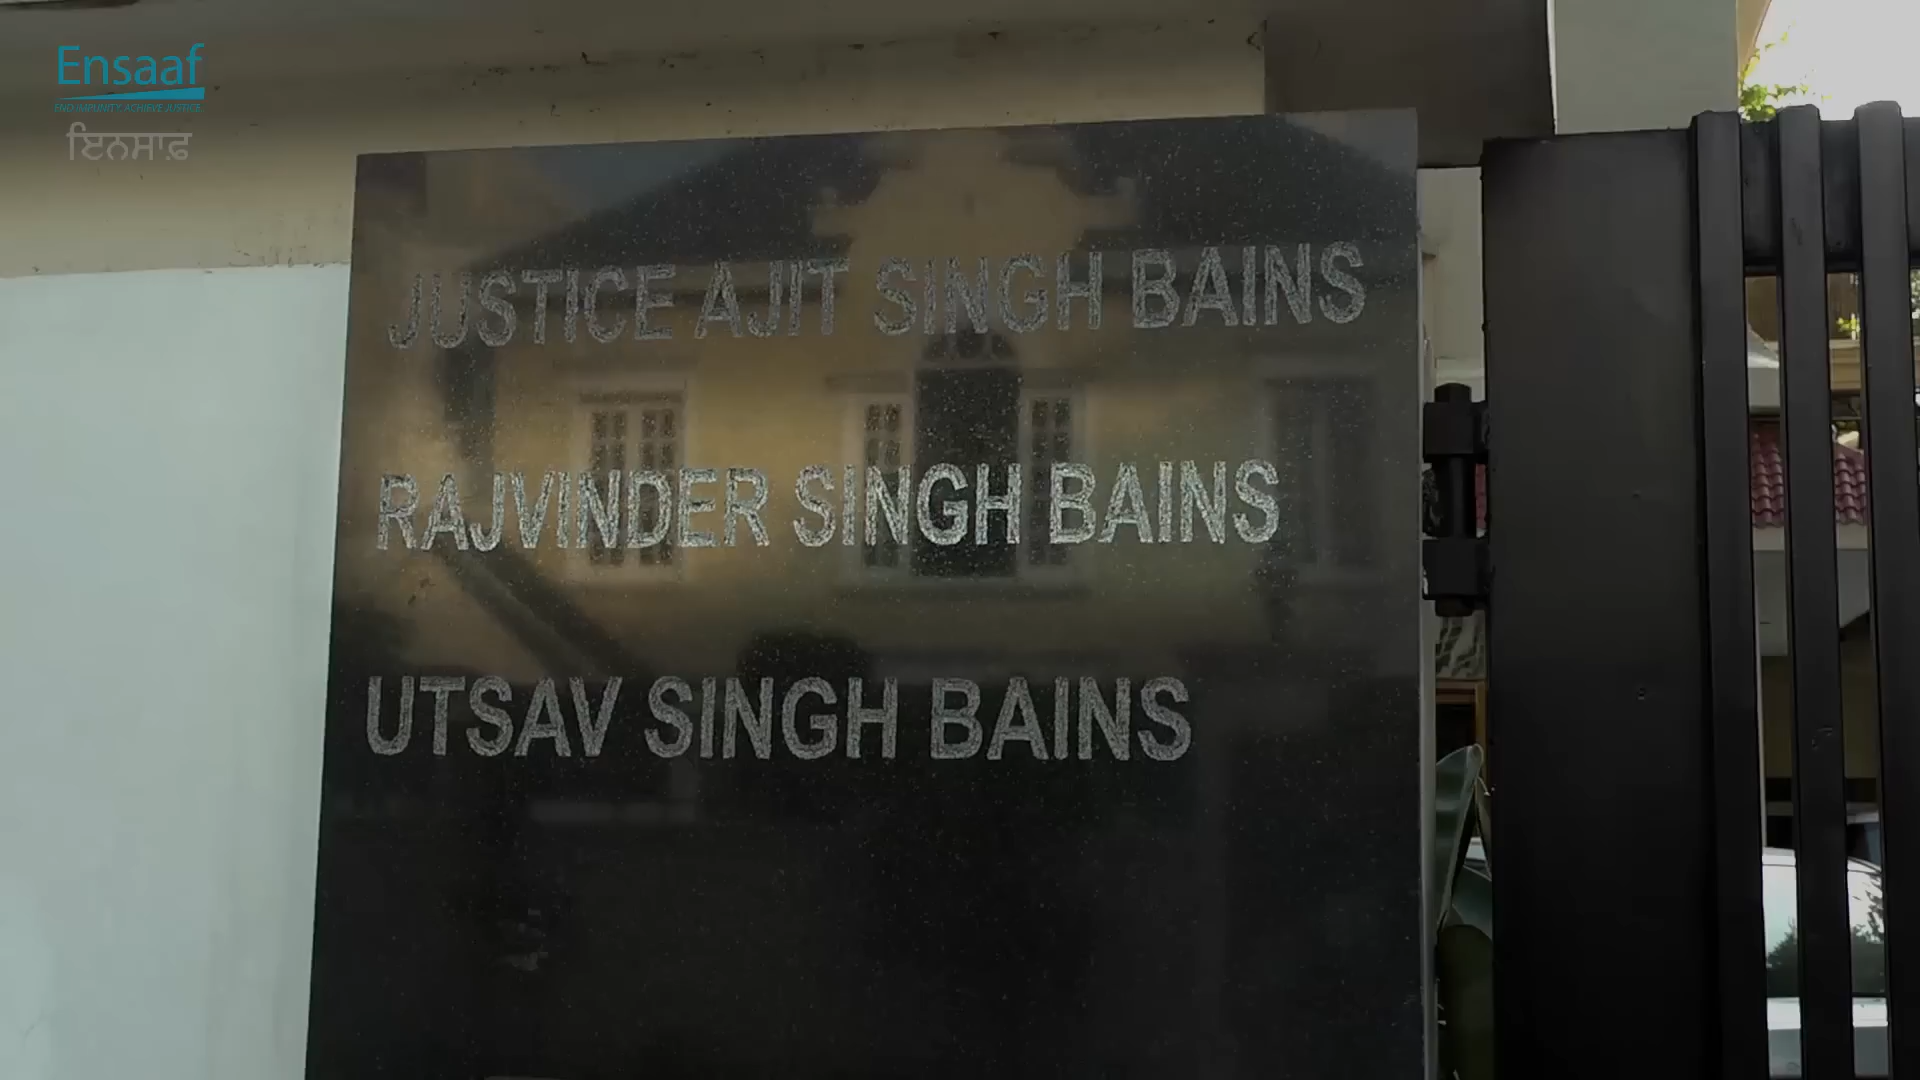 Ensaaf
END IMPUNITY. ACHIEVE JUSTICE
ਇਨਸਾਫ਼
JUSTICE AJIT SINGH BAINS
RAJVINDER SINGH BAINS
UTSAV SINGH BAINS